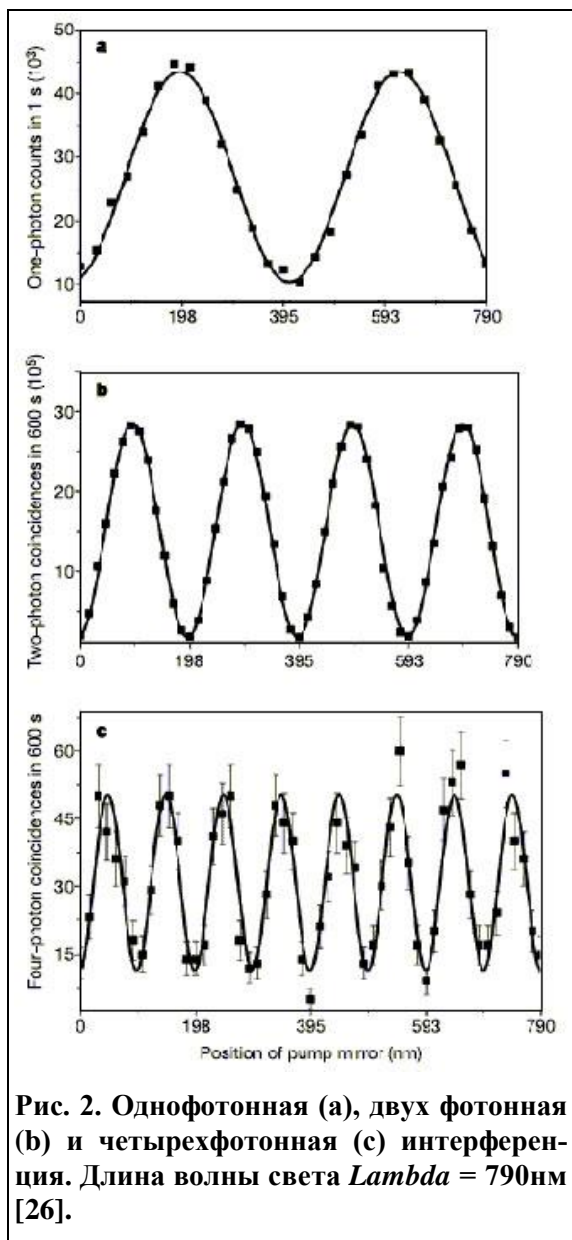 a
One-photon counts in 1 s (10³)
50
40
30
20
10
0
198
395
593
790
b
Two-photon coincidences in 600 s (10⁵)
30
20
10
0
198
395
593
790
c
Four-photon coincidences in 600 s
60
45
30
15
0
198
395
593
790
Position of pump mirror (nm)
Рис. 2. Однофотонная (a), двух фотонная
(b) и четырехфотонная (c) интерферен-
ция. Длина волны света Lambda = 790нм
[26].